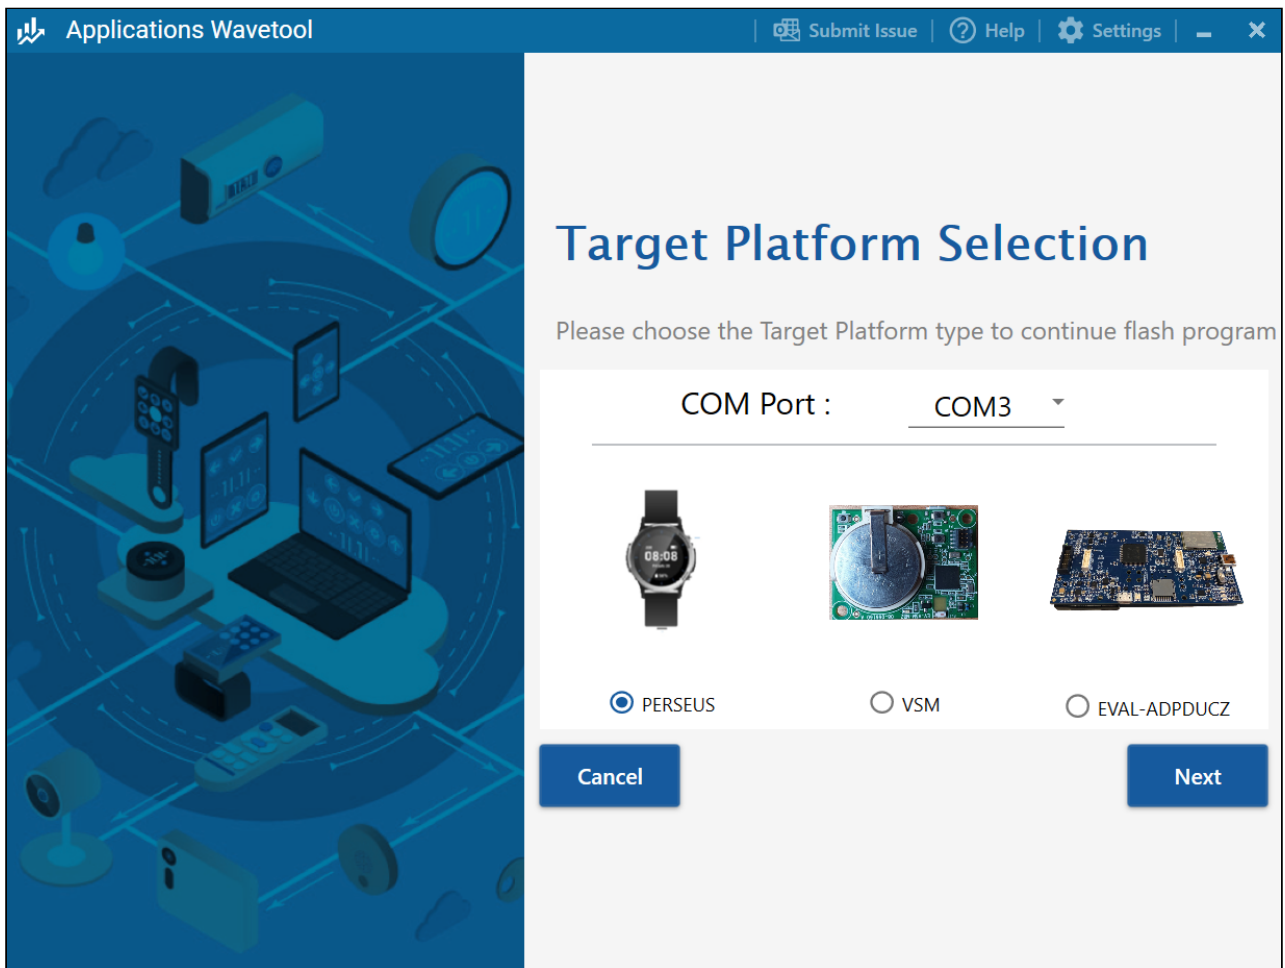 Applications Wavetool
Submit Issue
Help
Settings
Target Platform Selection
Please choose the Target Platform type to continue flash program
COM Port :
COM3
08:08
PERSEUS
VSM
EVAL-ADPDUCZ
Cancel
Next